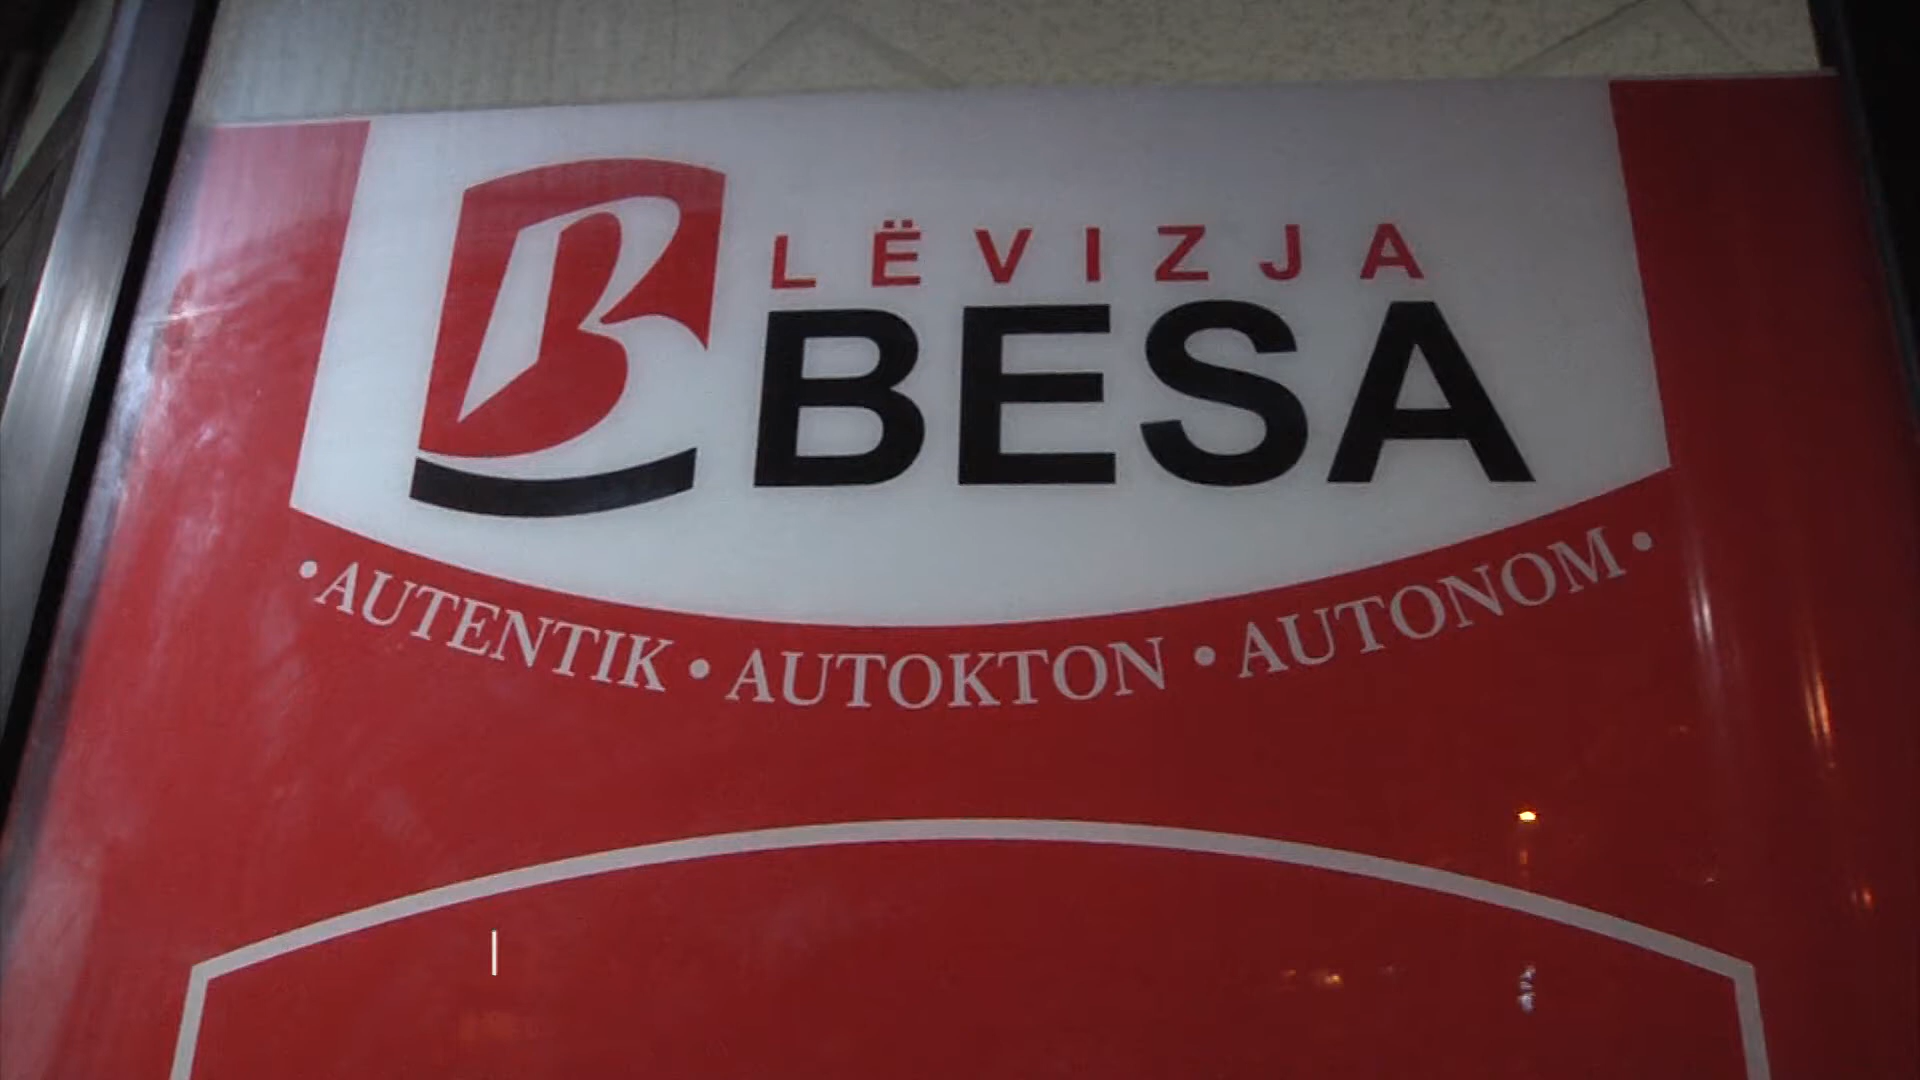 LËVIZJA
BESA
• AUTENTIK • AUTOKTON • AUTONOM •